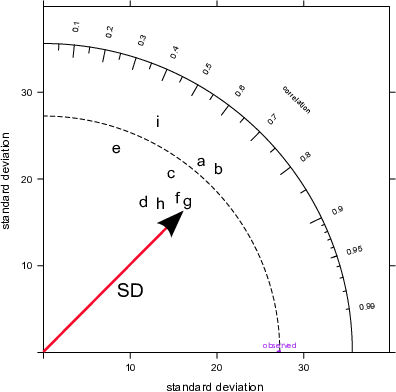 0.1
0.2
0.3
0.4
0.5
0.6
0.7
0.8
0.9
0.95
0.99
correlation
30
20
10
standard deviation
i
e
a
b
c
d
h
f
g
SD
observed
10
20
30
standard deviation